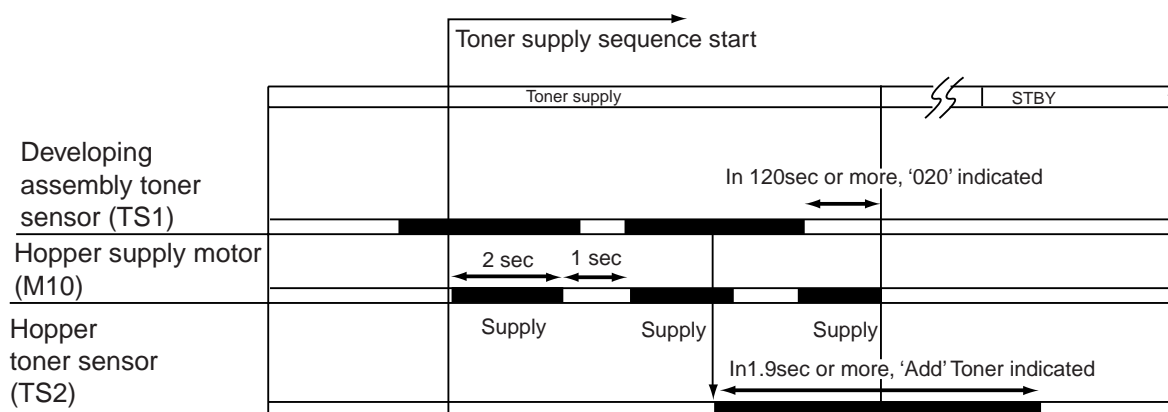 Toner supply sequence start
Toner supply
STBY
Developing
assembly toner
sensor (TS1)
In 120sec or more, ‘020’ indicated
Hopper supply motor
(M10)
2 sec
1 sec
Supply
Supply
Supply
Hopper
toner sensor
(TS2)
In1.9sec or more, ‘Add’ Toner indicated